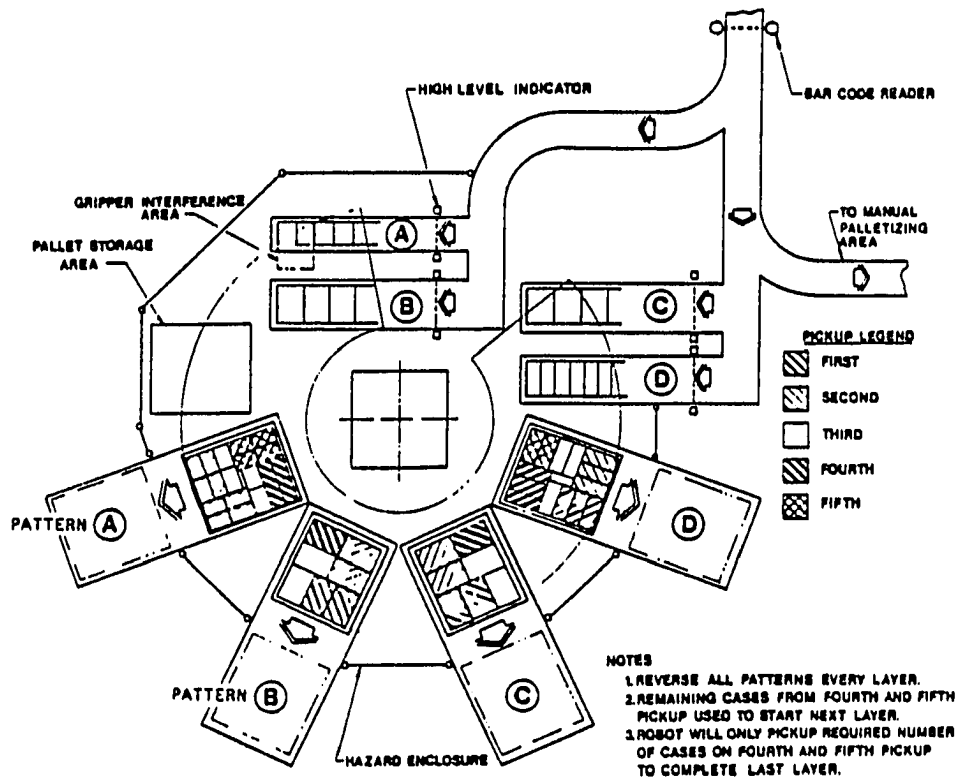 HIGH LEVEL INDICATOR
BAR CODE READER
GRIPPER INTERFERENCE
AREA
PALLET STORAGE
AREA
TO MANUAL
PALLETIZING
AREA
A
B
C
D
PICKUP LEGEND
FIRST
SECOND
THIRD
FOURTH
FIFTH
PATTERN A
D
PATTERN B
C
HAZARD ENCLOSURE
NOTES
1. REVERSE ALL PATTERNS EVERY LAYER.
2. REMAINING CASES FROM FOURTH AND FIFTH
PICKUP USED TO START NEXT LAYER.
3. ROBOT WILL ONLY PICKUP REQUIRED NUMBER
OF CASES ON FOURTH AND FIFTH PICKUP
TO COMPLETE LAST LAYER.